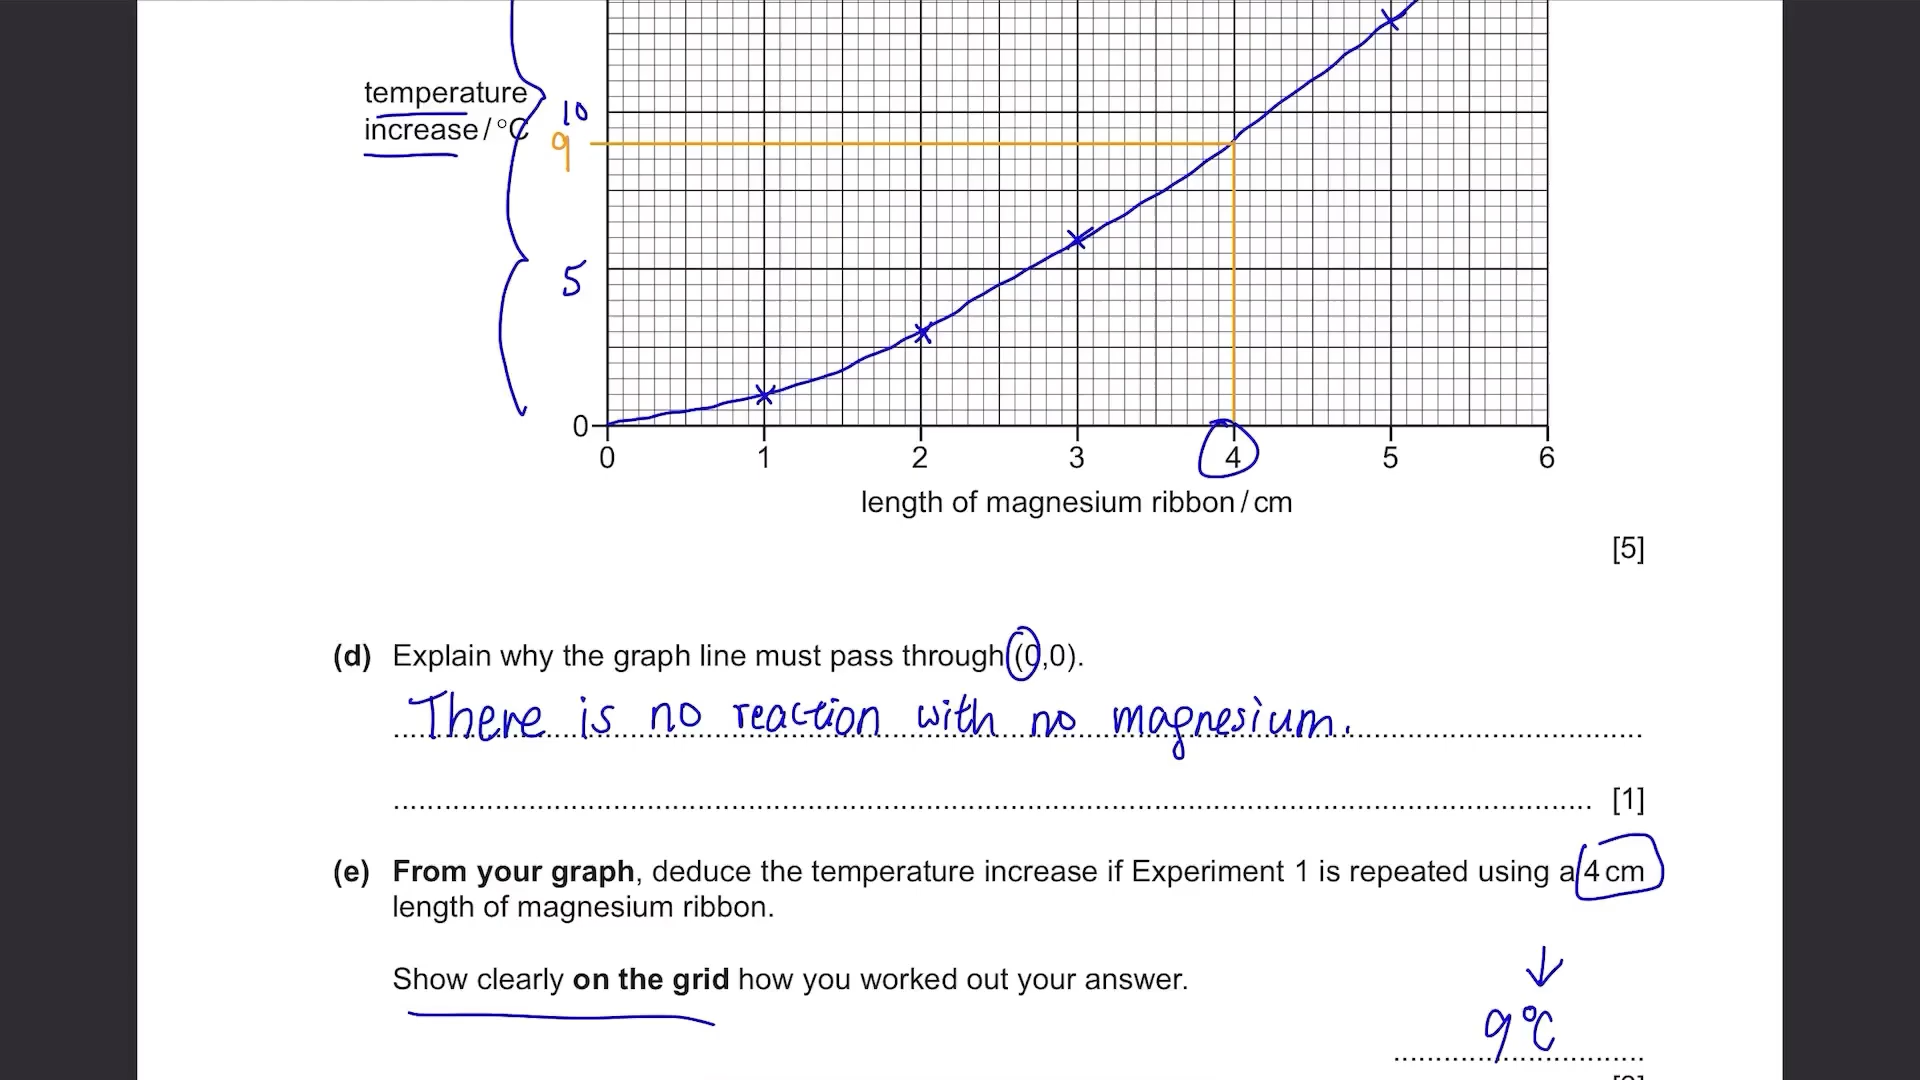 temperature
increase / °C
10
9
5
0
0 1 2 3 4 5 6
length of magnesium ribbon / cm
[5]
(d) Explain why the graph line must pass through (0,0).
There is no reaction with no magnesium.
[1]
(e) From your graph, deduce the temperature increase if Experiment 1 is repeated using a 4 cm
length of magnesium ribbon.
Show clearly on the grid how you worked out your answer.
9°C